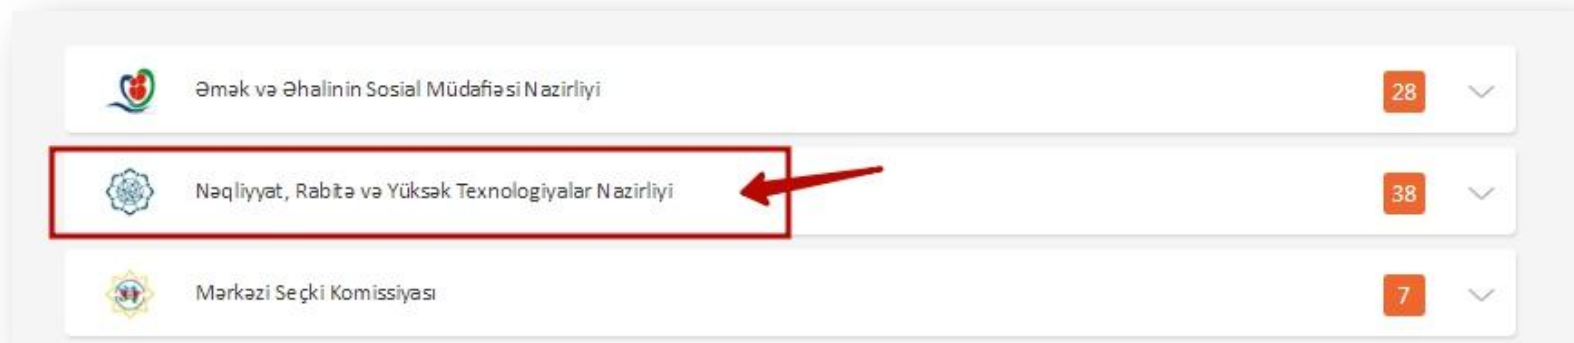 Əmək və Əhalinin Sosial Müdafiəsi Nazirliyi 28
Nəqliyyat, Rabitə və Yüksək Texnologiyalar Nazirliyi 38
Mərkəzi Seçki Komissiyası 7